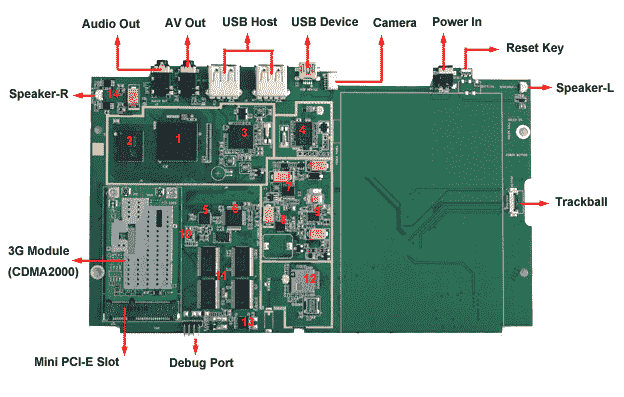 Audio Out
AV Out
USB Host
USB Device
Camera
Power In
Reset Key
Speaker-R
Speaker-L
14
1
2
3
4
7
5
6
8
9
10
Trackball
3G Module
(CDMA2000)
11
12
13
Mini PCI-E Slot
Debug Port